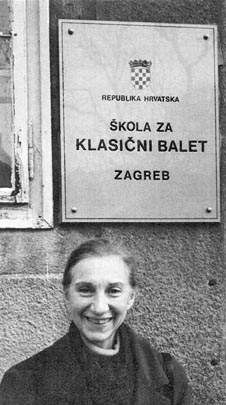 REPUBLIKA HRVATSKA
ŠKOLA ZA
KLASIČNI BALET
ZAGREB